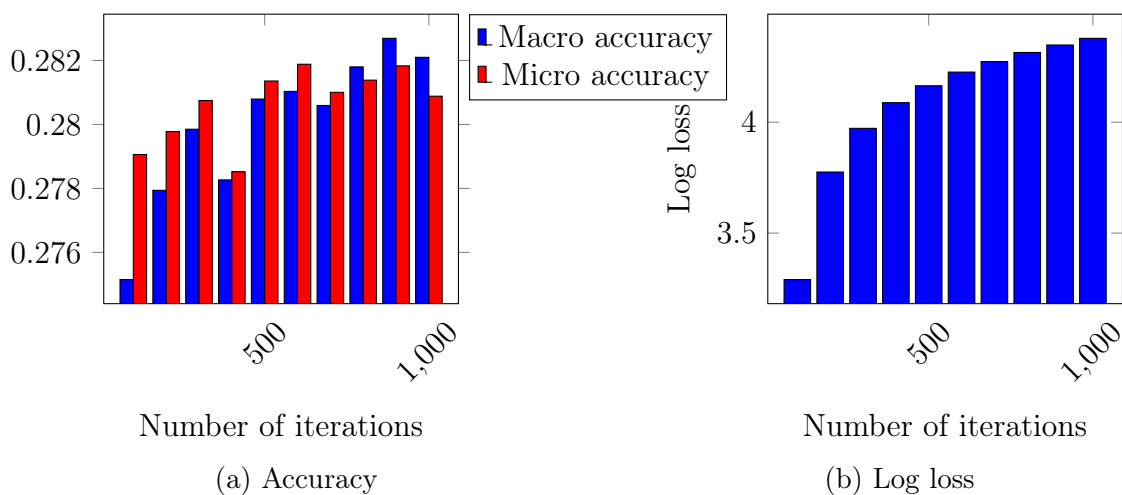 0.282
0.28
0.278
0.276
500
1,000
Number of iterations
(a) Accuracy
Macro accuracy
Micro accuracy
Log loss
4
3.5
500
1,000
Number of iterations
(b) Log loss